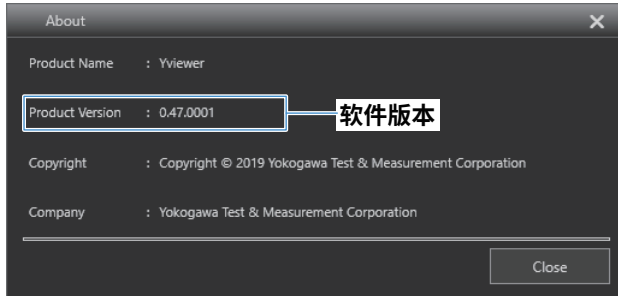 About
Product Name : Yviewer
Product Version : 0.47.0001
软件版本
Copyright : Copyright © 2019 Yokogawa Test & Measurement Corporation
Company : Yokogawa Test & Measurement Corporation
Close